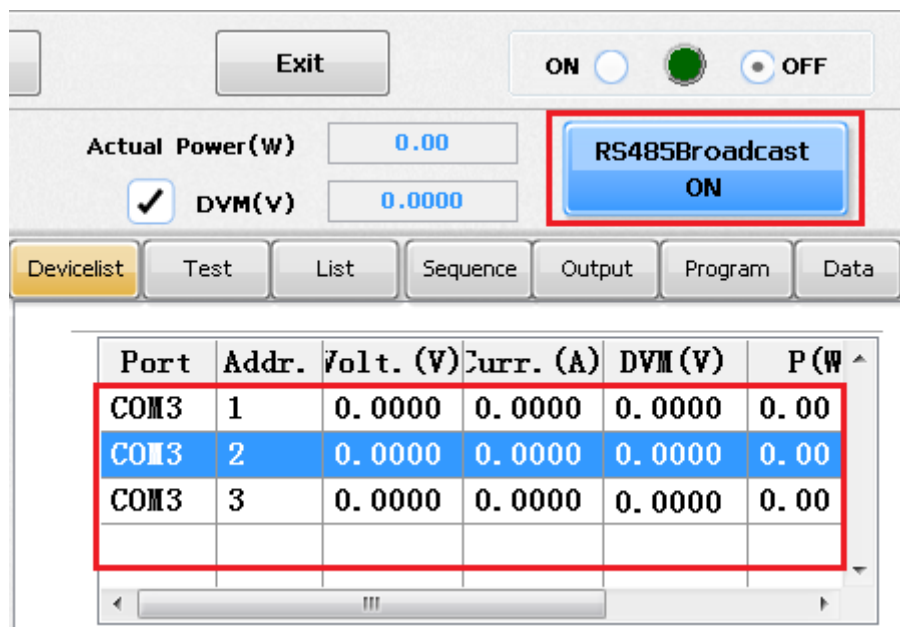 Exit
ON OFF
Actual Power(W) 0.00
RS485Broadcast
ON
DVM(V) 0.0000
Devicelist Test List Sequence Output Program Data
Port Addr. Volt.(V) Curr.(A) DVM(V) P(W
COM3 1 0.0000 0.0000 0.0000 0.00
COM3 2 0.0000 0.0000 0.0000 0.00
COM3 3 0.0000 0.0000 0.0000 0.00